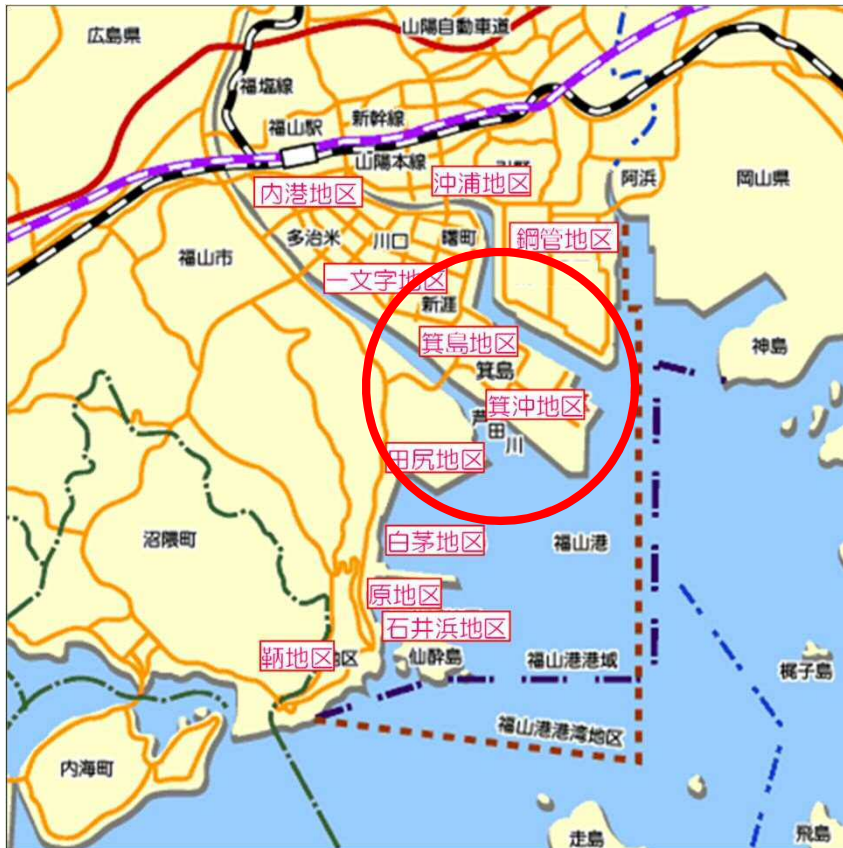 広島県
山陽自動車道
福塩線
福山駅
新幹線
山陽本線
内港地区
沖浦地区
阿浜
岡山県
多治米
川口
曙町
鋼管地区
福山市
一文字地区
新涯
箕島地区
箕島
神島
箕沖地区
芦田川
田尻地区
沼隈町
白茅地区
福山港
原地区
石井浜地区
鞆地区
地区
仙酔島
福山港港域
梶子島
福山港港湾地区
内海町
走島
飛島